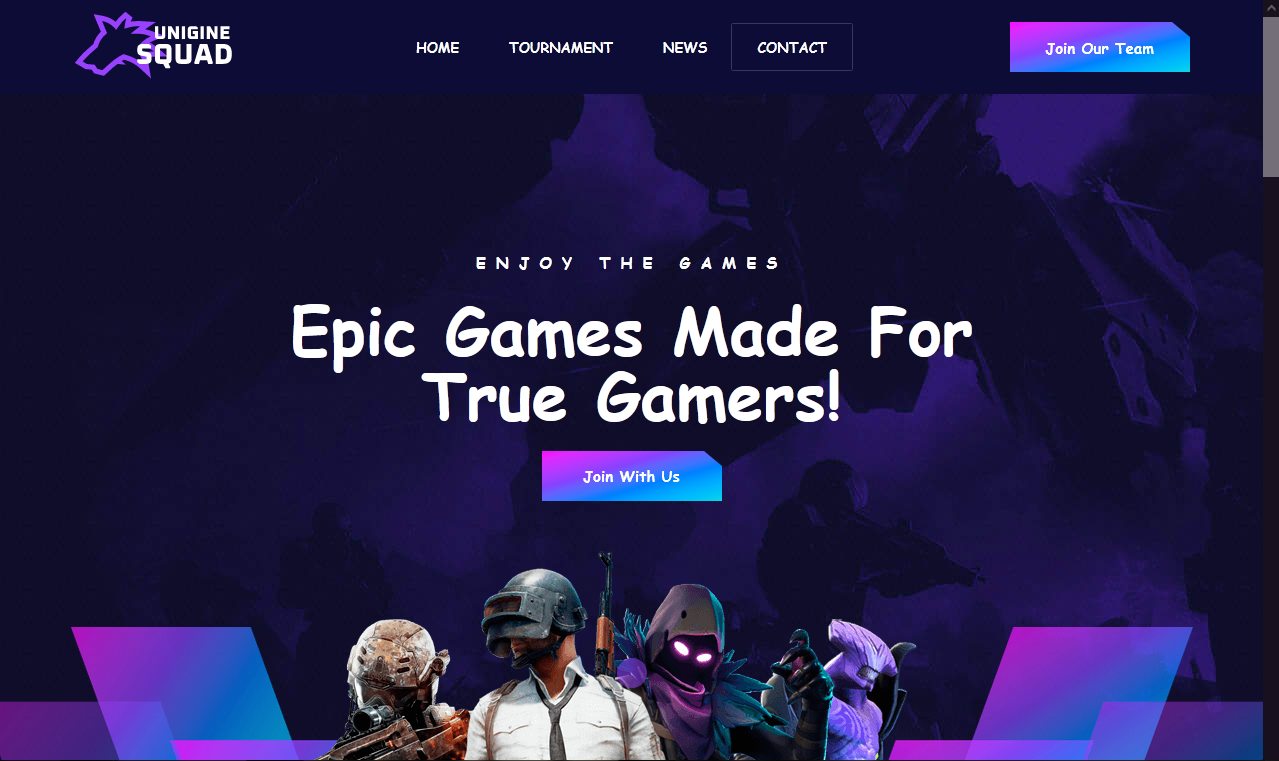 UNIGINE
SQUAD
HOME
TOURNAMENT
NEWS
CONTACT
Join Our Team
ENJOY THE GAMES
Epic Games Made For
True Gamers!
Join With Us